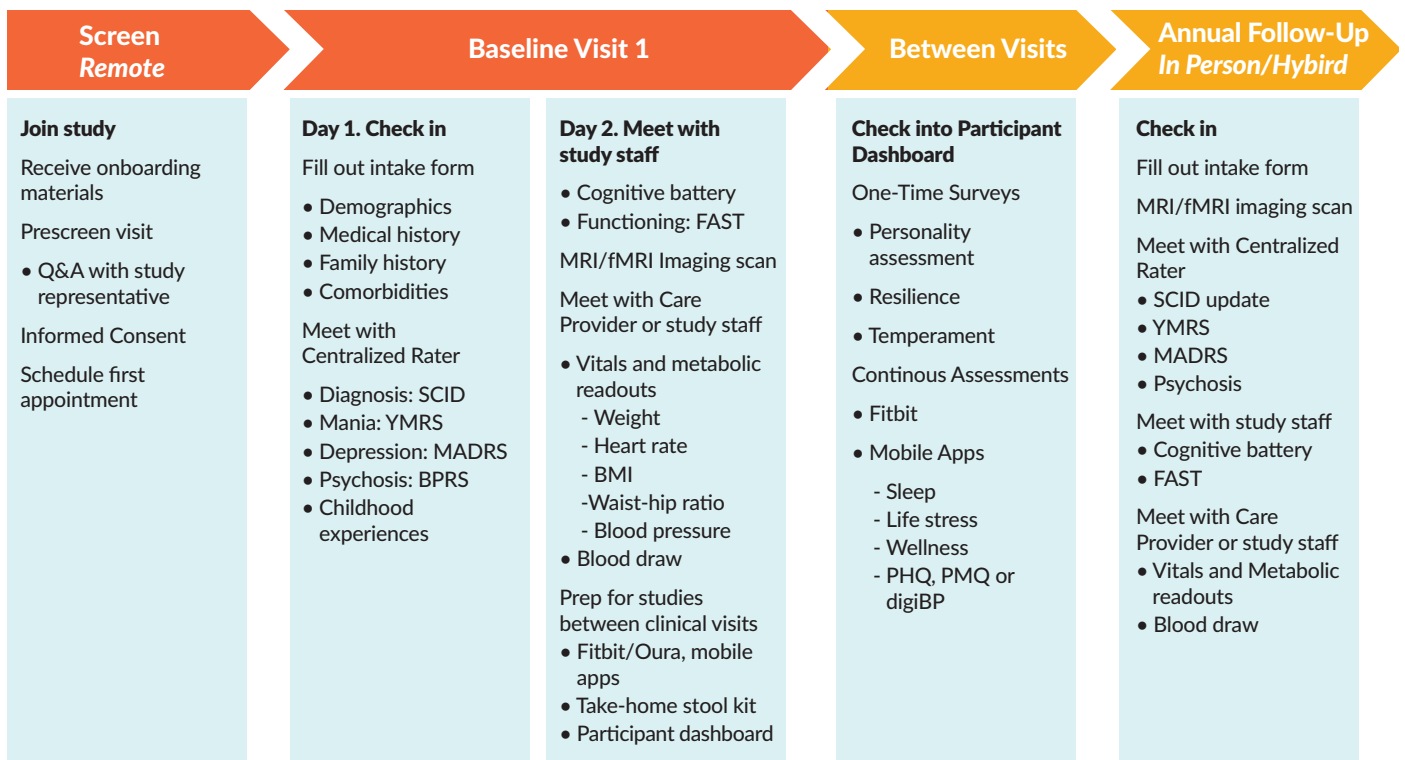 Screen
Remote
Baseline Visit 1
Between Visits
Annual Follow-Up
In Person/Hybird
Join study
Receive onboarding
materials
Prescreen visit
• Q&A with study
representative
Informed Consent
Schedule first
appointment
Day 1. Check in
Fill out intake form
• Demographics
• Medical history
• Family history
• Comorbidities
Meet with
Centralized Rater
• Diagnosis: SCID
• Mania: YMRS
• Depression: MADRS
• Psychosis: BPRS
• Childhood
experiences
Day 2. Meet with
study staff
• Cognitive battery
• Functioning: FAST
MRI/fMRI Imaging scan
Meet with Care
Provider or study staff
• Vitals and metabolic
readouts
- Weight
- Heart rate
- BMI
-Waist-hip ratio
- Blood pressure
• Blood draw
Prep for studies
between clinical visits
• Fitbit/Oura, mobile
apps
• Take-home stool kit
• Participant dashboard
Check into Participant
Dashboard
One-Time Surveys
• Personality
assessment
• Resilience
• Temperament
Continous Assessments
• Fitbit
• Mobile Apps
- Sleep
- Life stress
- Wellness
- PHQ, PMQ or
digiBP
Check in
Fill out intake form
MRI/fMRI imaging scan
Meet with Centralized
Rater
• SCID update
• YMRS
• MADRS
• Psychosis
Meet with study staff
• Cognitive battery
• FAST
Meet with Care
Provider or study staff
• Vitals and Metabolic
readouts
• Blood draw